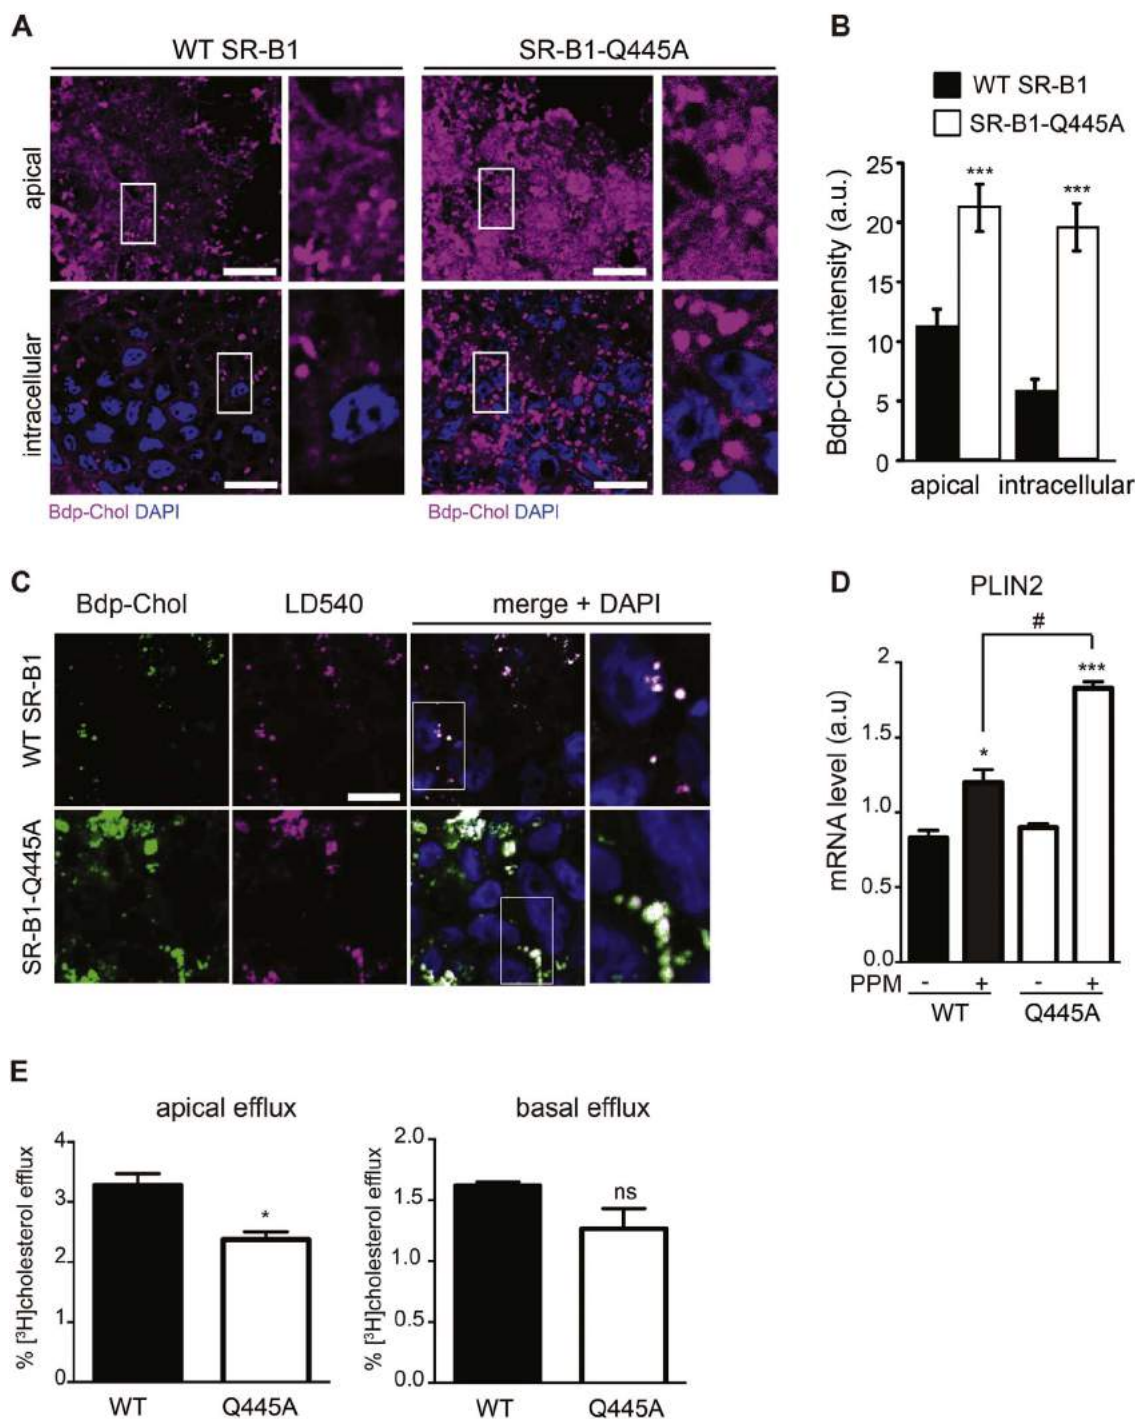 A
WT SR-B1
SR-B1-Q445A
apical
intracellular
Bdp-Chol DAPI
Bdp-Chol DAPI
B
WT SR-B1
SR-B1-Q445A
Bdp-Chol intensity (a.u.)
25
20
15
10
5
0
***
***
apical
intracellular
C
Bdp-Chol
LD540
merge + DAPI
WT SR-B1
SR-B1-Q445A
D
PLIN2
#
mRNA level (a.u)
2
1.5
1.0
0.5
0.0
*
***
PPM - + - +
WT
Q445A
E
apical efflux
% [³H]cholesterol efflux
4
3
2
1
0
*
WT
Q445A
basal efflux
% [³H]cholesterol efflux
2.0
1.5
1.0
0.5
0.0
ns
WT
Q445A